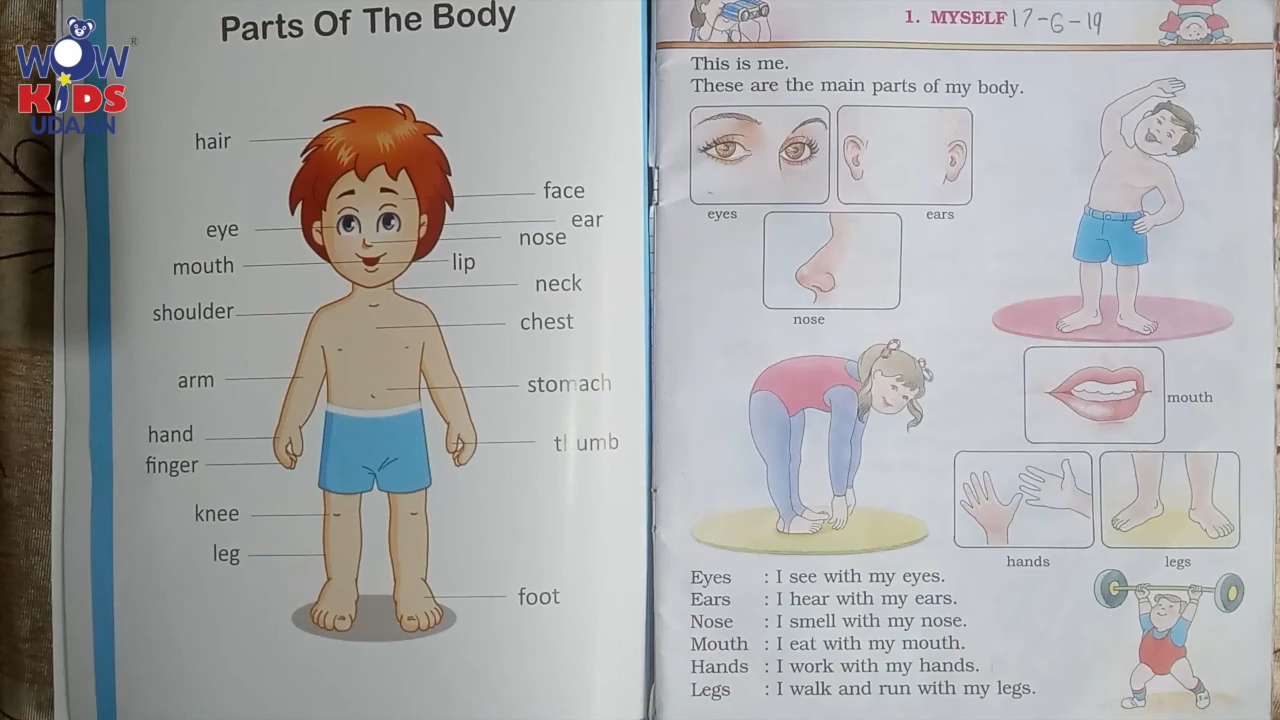 WOW
KiDS
UDAAN
®
Parts Of The Body
hair
face
eye
ear
nose
mouth
lip
neck
shoulder
chest
arm
stomach
hand
thumb
finger
knee
leg
foot
1. MYSELF 17-6-19
This is me.
These are the main parts of my body.
eyes
ears
nose
mouth
hands
legs
Eyes : I see with my eyes.
Ears : I hear with my ears.
Nose : I smell with my nose.
Mouth : I eat with my mouth.
Hands : I work with my hands.
Legs : I walk and run with my legs.